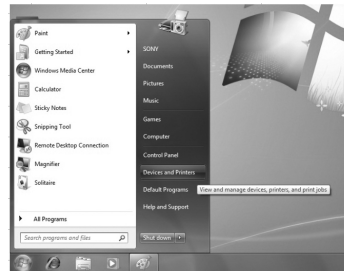 Paint
Getting Started
Windows Media Center
Calculator
Sticky Notes
Snipping Tool
Remote Desktop Connection
Magnifier
Solitaire
All Programs
Search programs and files
SONY
Documents
Pictures
Music
Games
Computer
Control Panel
Devices and Printers
Default Programs
View and manage devices, printers, and print jobs
Help and Support
Shut down